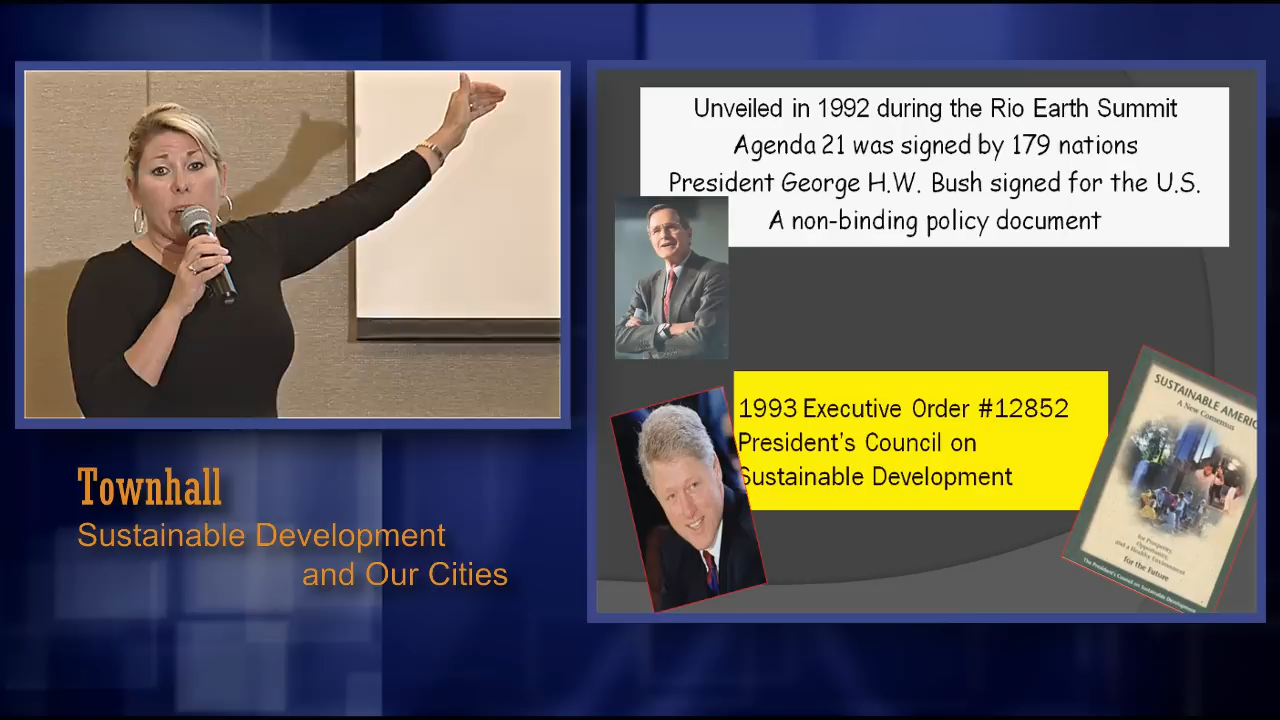 Unveiled in 1992 during the Rio Earth Summit
Agenda 21 was signed by 179 nations
President George H.W. Bush signed for the U.S.
A non-binding policy document
1993 Executive Order #12852
President's Council on
Sustainable Development
SUSTAINABLE AMERIC
A New Consensus
for Prosperity,
Opportunity,
and a Healthy Environment
for the Future
The President's Council on Sustainable Development
Townhall
Sustainable Development
and Our Cities